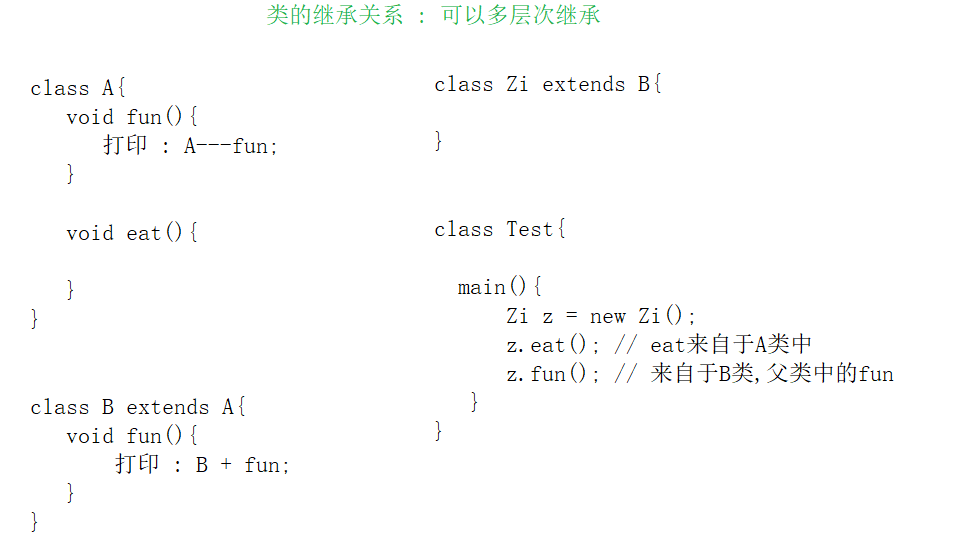 类的继承关系 : 可以多层次继承
class A{
void fun(){
打印 : A---fun;
}
void eat(){
}
}
class B extends A{
void fun(){
打印 : B + fun;
}
}
class Zi extends B{
}
class Test{
main(){
Zi z = new Zi();
z.eat(); // eat来自于A类中
z.fun(); // 来自于B类,父类中的fun
}
}